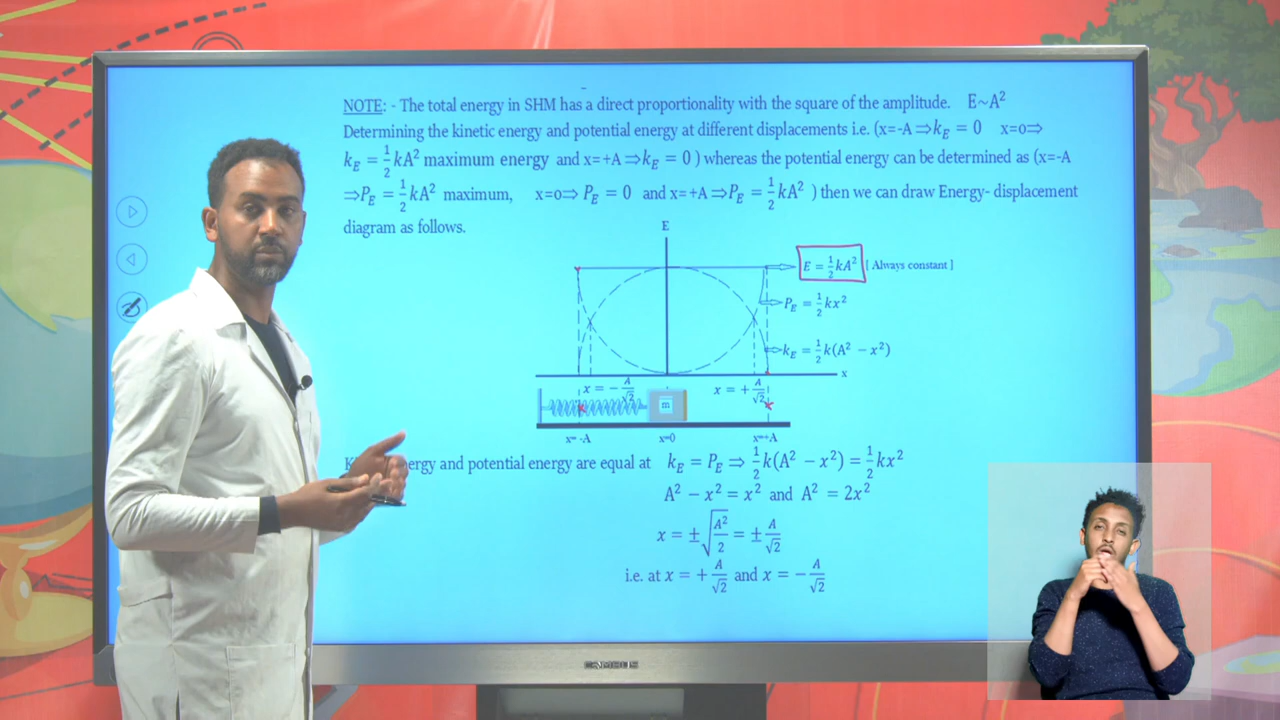 NOTE: - The total energy in SHM has a direct proportionality with the square of the amplitude. E~A²
Determining the kinetic energy and potential energy at different displacements i.e. (x=-A ⇒k_E = 0 x=0⇒
k_E = ½kA² maximum energy and x=+A ⇒k_E = 0 ) whereas the potential energy can be determined as (x=-A
⇒P_E = ½kA² maximum, x=0⇒ P_E = 0 and x=+A ⇒P_E = ½kA² ) then we can draw Energy- displacement
diagram as follows.
E
E = ½kA² [ Always constant ]
P_E = ½kx²
k_E = ½k(A² − x²)
x
x = − A/√2 x = + A/√2
m
x= -A x=0 x=+A
ergy and potential energy are equal at k_E = P_E ⇒ ½k(A² − x²) = ½kx²
A² − x² = x² and A² = 2x²
x = ±√(A²/2) = ± A/√2
i.e. at x = + A/√2 and x = − A/√2